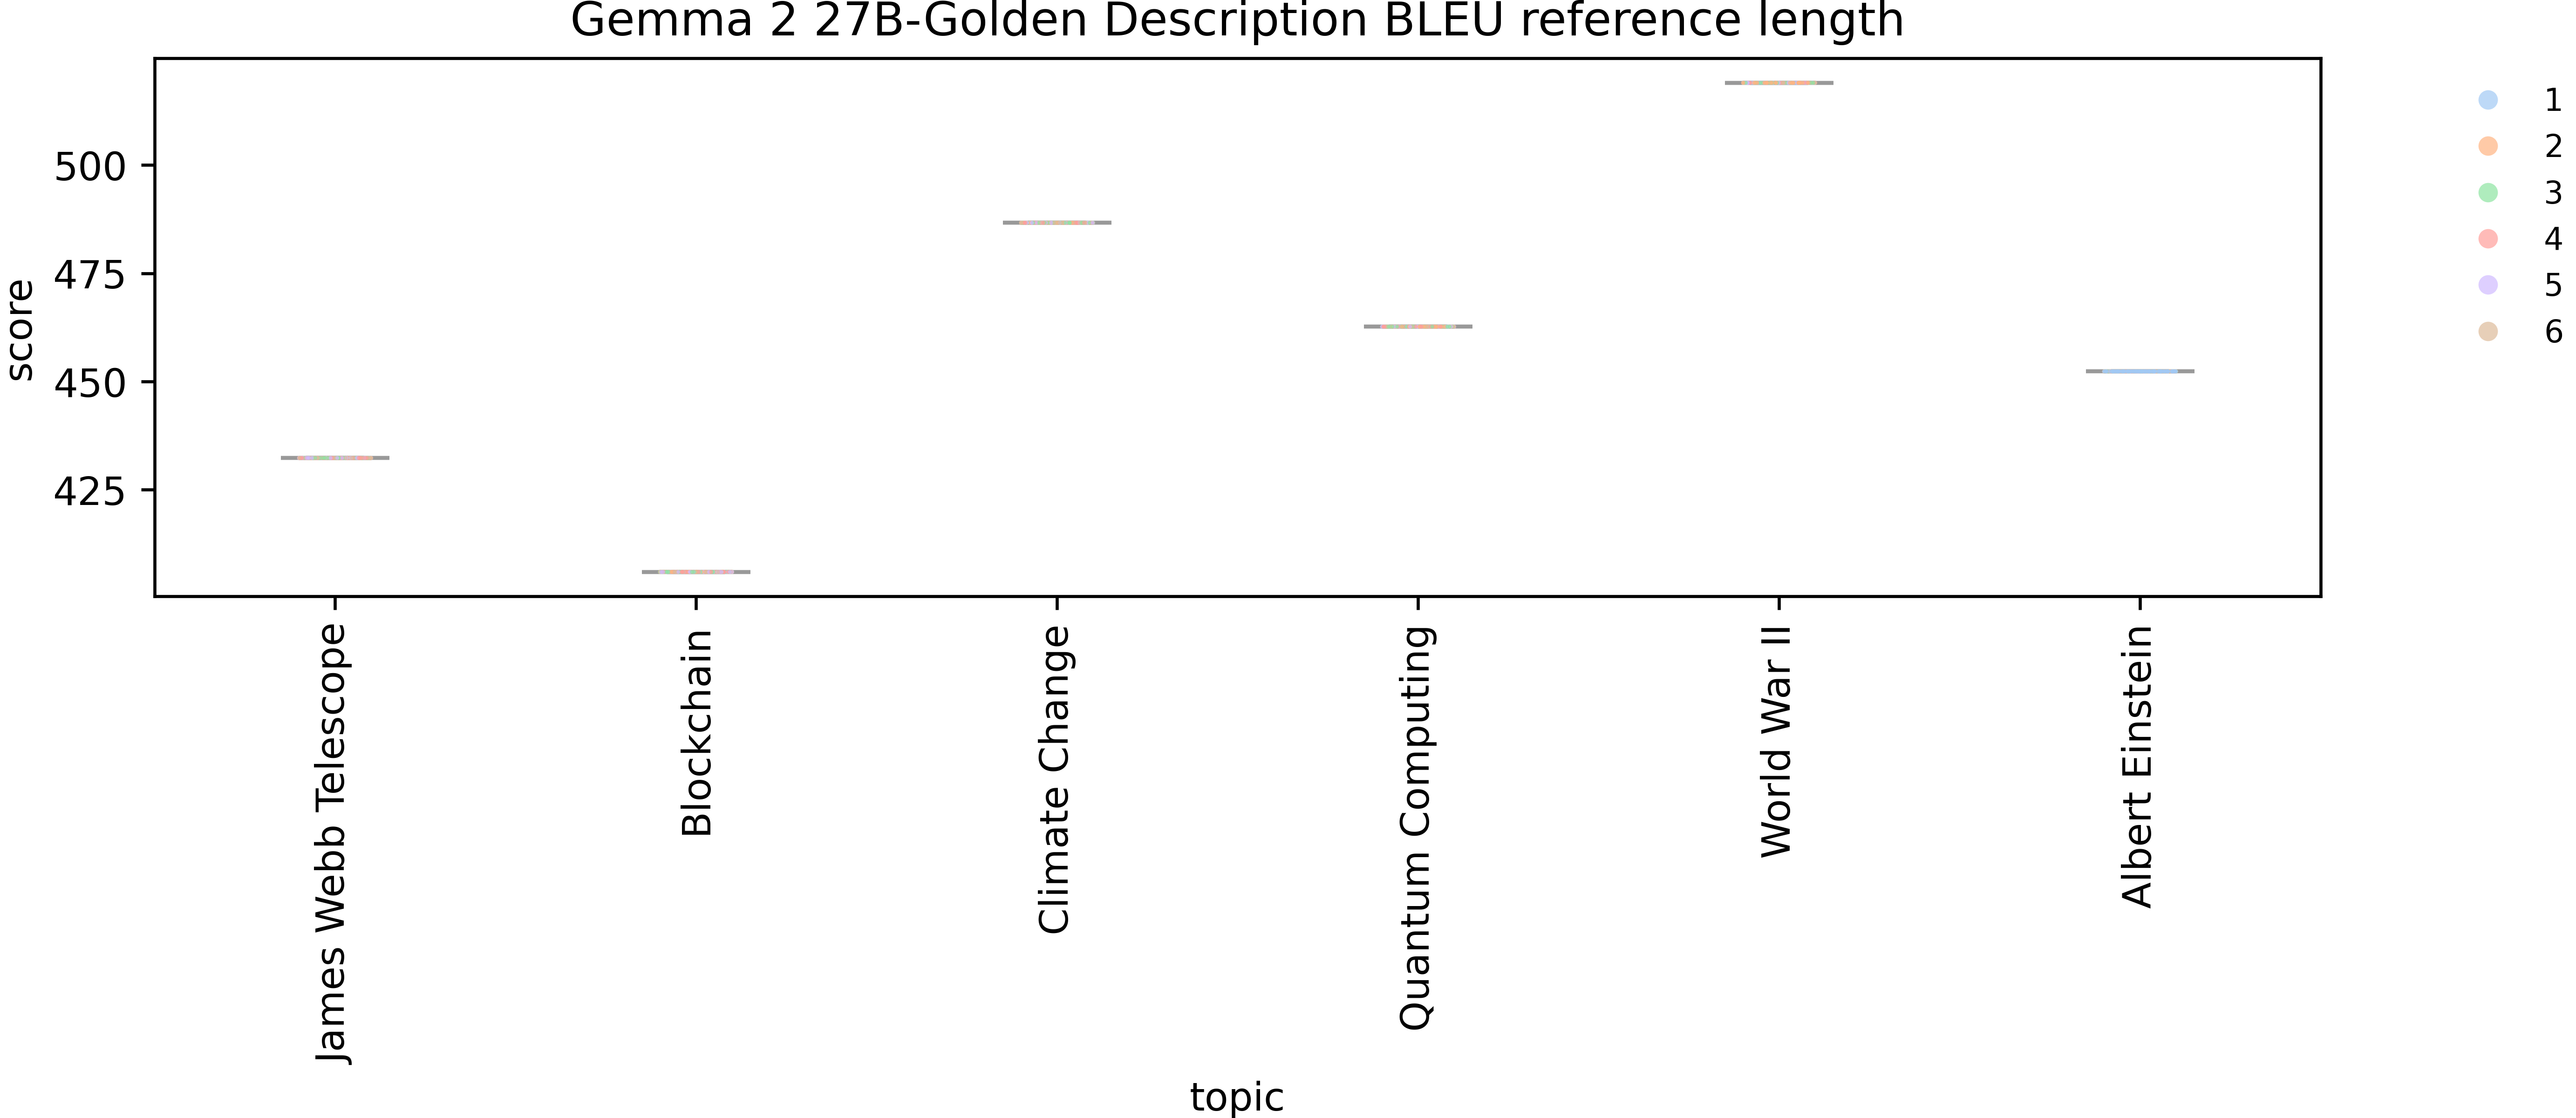 Gemma 2 27B-Golden Description BLEU reference length
score
500
475
450
425
1
2
3
4
5
6
James Webb Telescope
Blockchain
Climate Change
Quantum Computing
World War II
Albert Einstein
topic